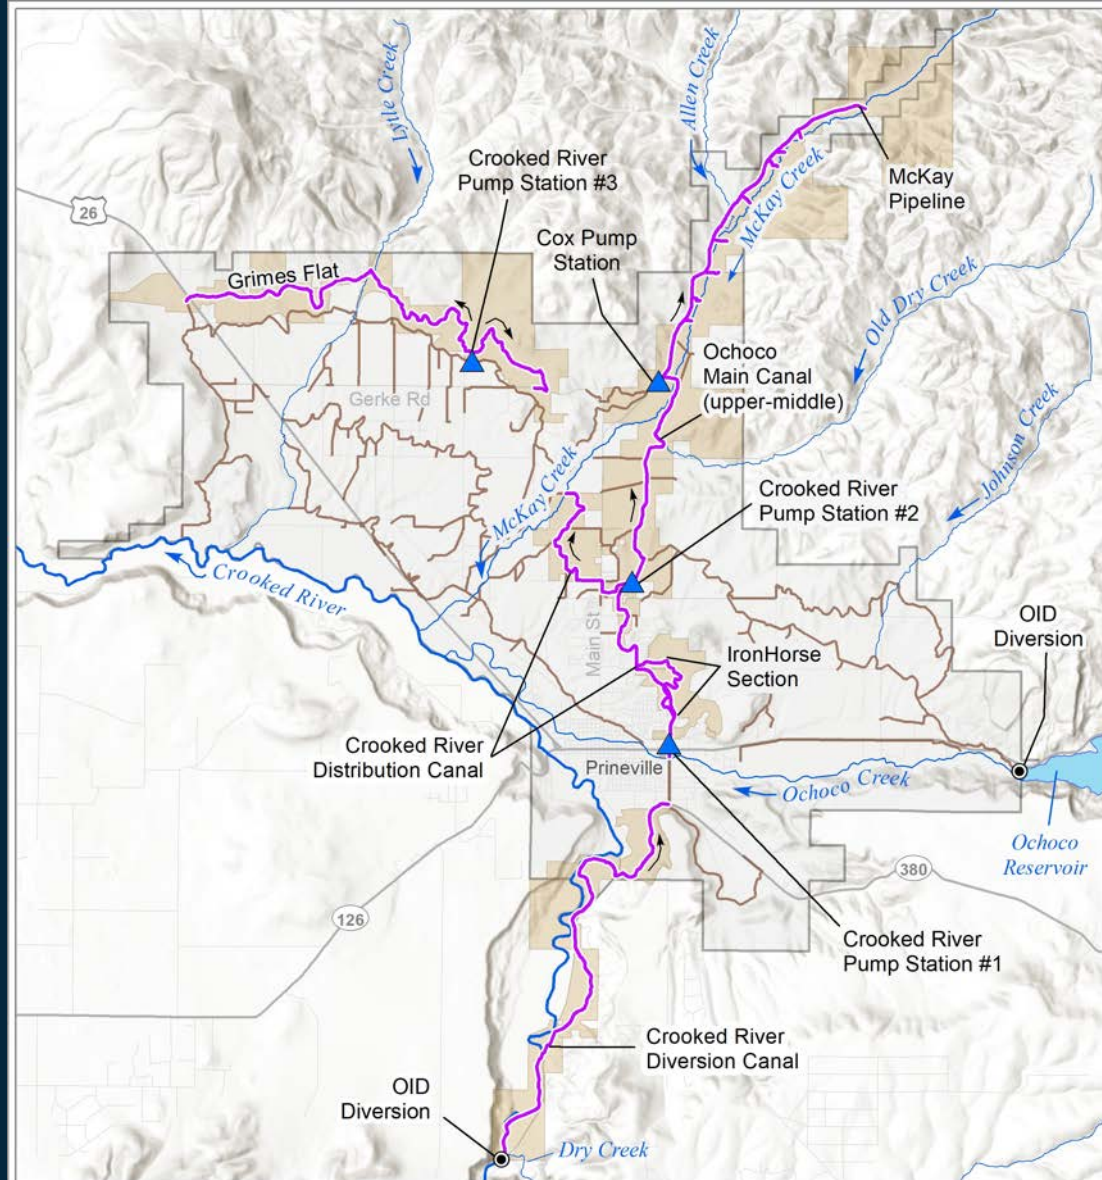 Lytle Creek
Allen Creek
Crooked River
Pump Station #3
McKay
Pipeline
McKay Creek
26
Cox Pump
Station
Grimes Flat
Old Dry Creek
Ochoco
Main Canal
(upper-middle)
Gerke Rd
Johnson Creek
McKay Creek
Crooked River
Pump Station #2
Crooked River
OID
Diversion
Main St
IronHorse
Section
Crooked River
Distribution Canal
Prineville
Ochoco Creek
Ochoco
Reservoir
380
126
Crooked River
Pump Station #1
Crooked River
Diversion Canal
OID
Diversion
Dry Creek